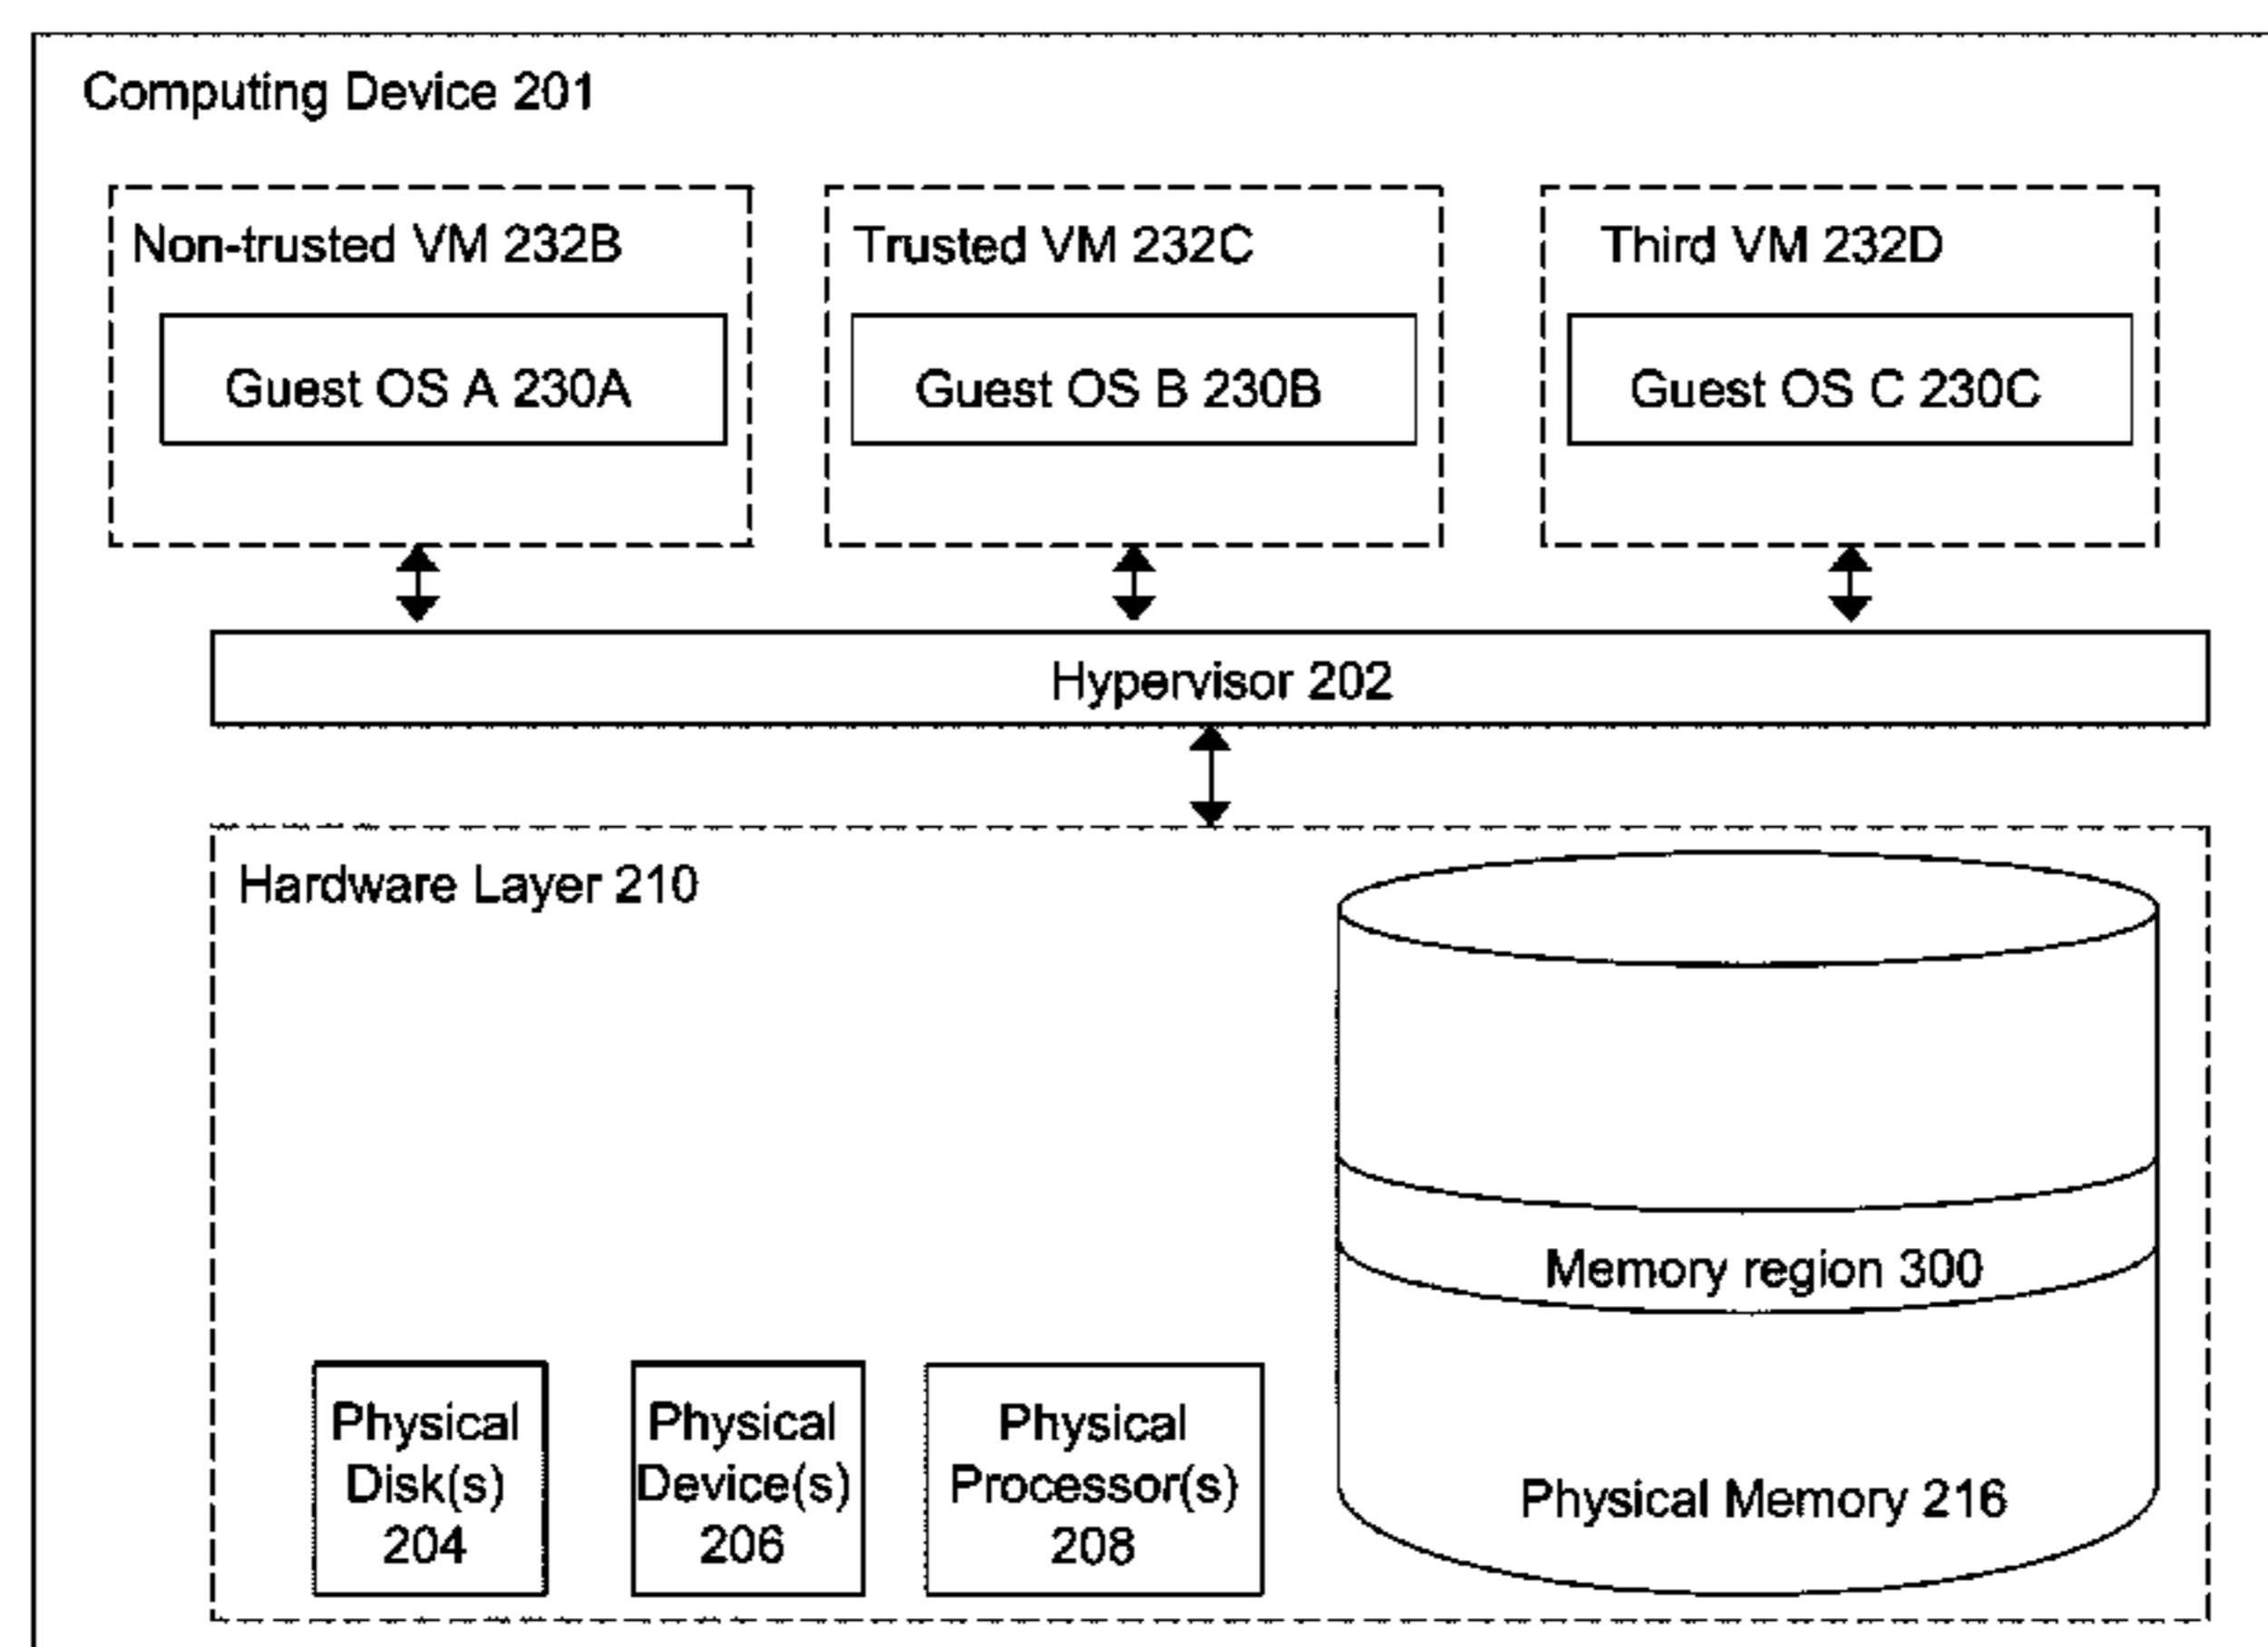 Computing Device 201
Non-trusted VM 232B
Guest OS A 230A
Trusted VM 232C
Guest OS B 230B
Third VM 232D
Guest OS C 230C
Hypervisor 202
Hardware Layer 210
Physical
Disk(s)
204
Physical
Device(s)
206
Physical
Processor(s)
208
Memory region 300
Physical Memory 216